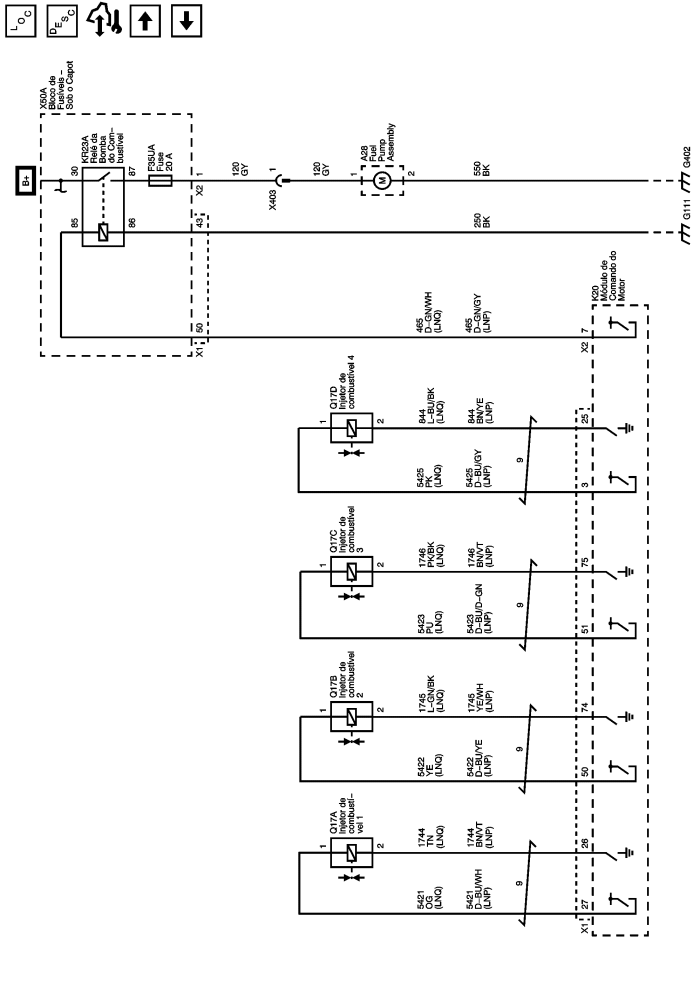 LOC
DESC
X50A
Bloco de
Fusíveis –
Sob o Capot
B+
30
KR23A
Relé da
Bomba
do Com-
bustível
87
F35UA
Fuse
20 A
1
X2
120
GY
1
X403
120
GY
A28
Fuel
Pump
Assembly
1
M
2
550
BK
G402
85
86
43
250
BK
G111
50
X1
465
D–GN/WH
(LNQ)
465
D–GN/GY
(LNP)
7
X2
K20
Módulo de
Comando do
Motor
Q17D
Injetor de
combustível 4
1
2
844
L–BU/BK
(LNQ)
844
BN/YE
(LNP)
25
5425
PK
(LNQ)
5425
D–BU/GY
(LNP)
9
3
Q17C
Injetor de
combustível
3
1
2
1746
PK/BK
(LNQ)
1746
BN/VT
(LNP)
75
5423
PU
(LNQ)
5423
D–BU/D–GN
(LNP)
9
51
Q17B
Injetor de
combustível
2
1
2
1745
L–GN/BK
(LNQ)
1745
YE/WH
(LNP)
74
5422
YE
(LNQ)
5422
D–BU/YE
(LNP)
9
50
Q17A
Injetor de
combustí–
vel 1
1
2
1744
TN
(LNQ)
1744
BN/VT
(LNP)
26
5421
OG
(LNQ)
5421
D–BU/WH
(LNP)
9
27
X1